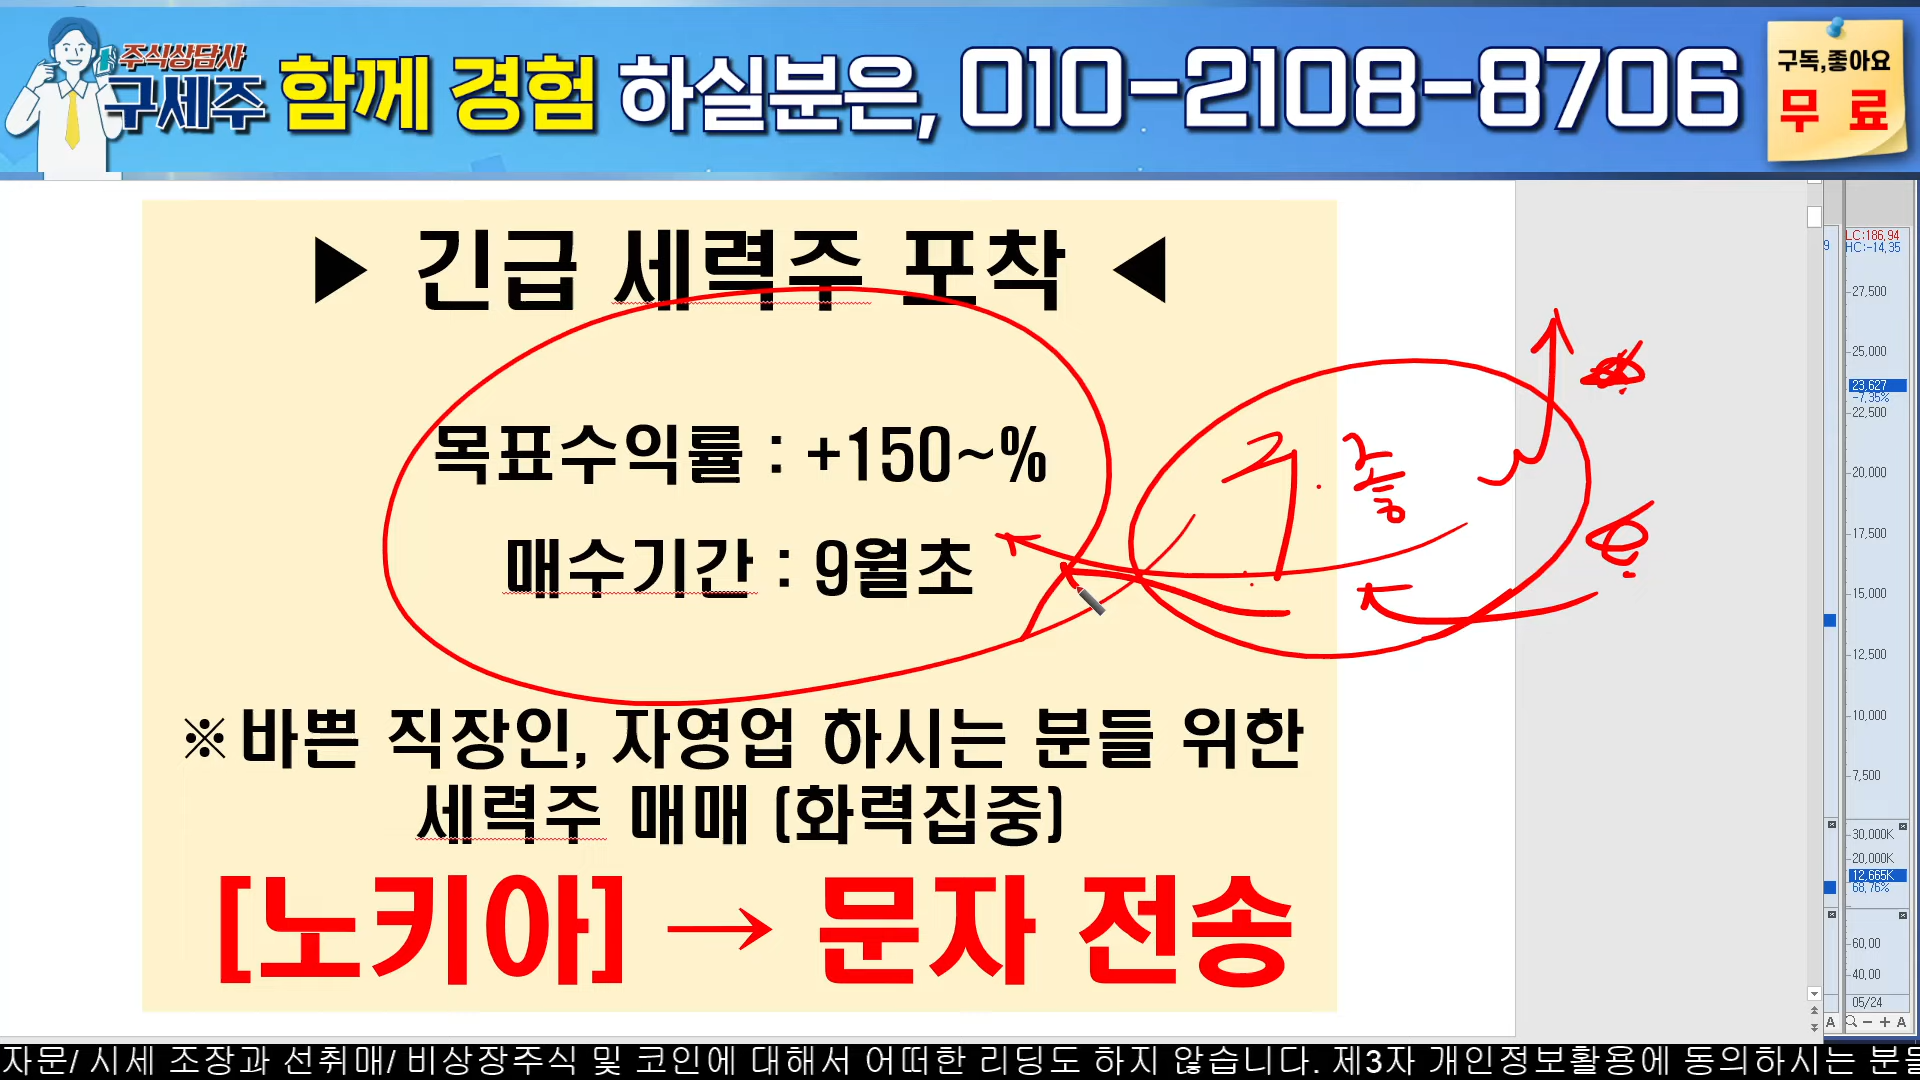 주식상담사
구세주 함께 경험 하실분은, 010-2108-8706
구독,좋아요
무 료
▶ 긴급 세력주 포착 ◀
목표수익률 : +150~%
매수기간 : 9월초
※바쁜 직장인, 자영업 하시는 분들 위한
세력주 매매 (화력집중)
[노키아] → 문자 전송
9
LC:186,94
HC:-14,35
27,500
25,000
23,627
-7,35%
22,500
20,000
17,500
15,000
12,500
10,000
7,500
30,000K
20,000K
12,665K
68,76%
60,00
40,00
05/24
A
A
자문/ 시세 조장과 선취매/ 비상장주식 및 코인에 대해서 어떠한 리딩도 하지 않습니다. 제3자 개인정보활용에 동의하시는 분들